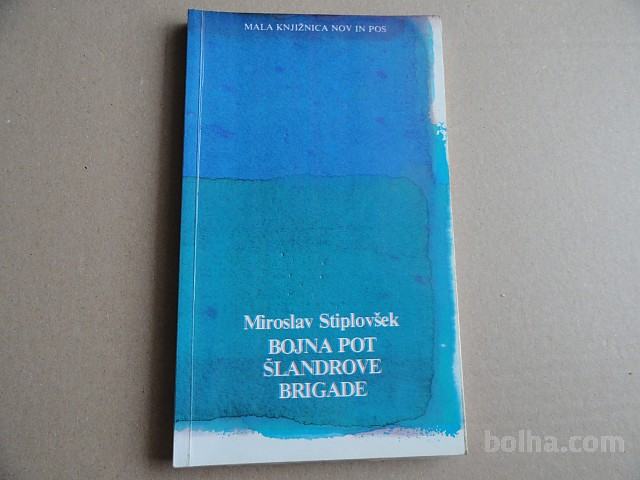 MALA KNJIŽNICA NOV IN POS
Miroslav Stiplovšek
BOJNA POT
ŠLANDROVE
BRIGADE
bolha.com